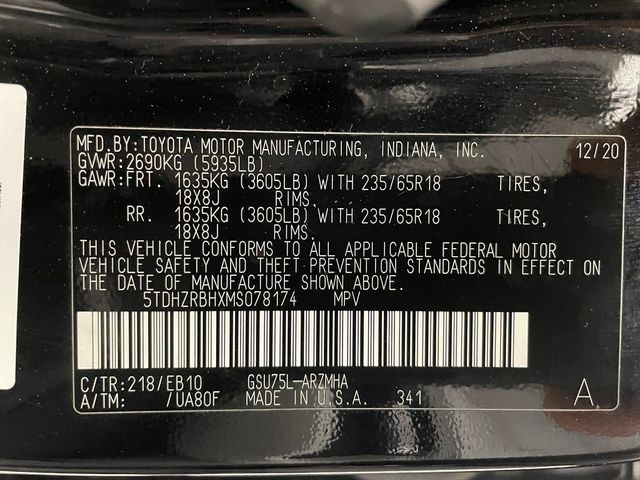 MFD.BY:TOYOTA MOTOR MANUFACTURING, INDIANA, INC. 12/20
GVWR:2690KG (5935LB)
GAWR:FRT. 1635KG (3605LB) WITH 235/65R18 TIRES,
18X8J RIMS.
RR. 1635KG (3605LB) WITH 235/65R18 TIRES,
18X8J RIMS
THIS VEHICLE CONFORMS TO ALL APPLICABLE FEDERAL MOTOR
VEHICLE SAFETY AND THEFT PREVENTION STANDARDS IN EFFECT ON
THE DATE OF MANUFACTURE SHOWN ABOVE.
5TDHZRBHXMS078174 MPV
C/TR:218/EB10 GSU75L-ARZMHA
A/TM: /UA80F MADE IN U.S.A. 341 A